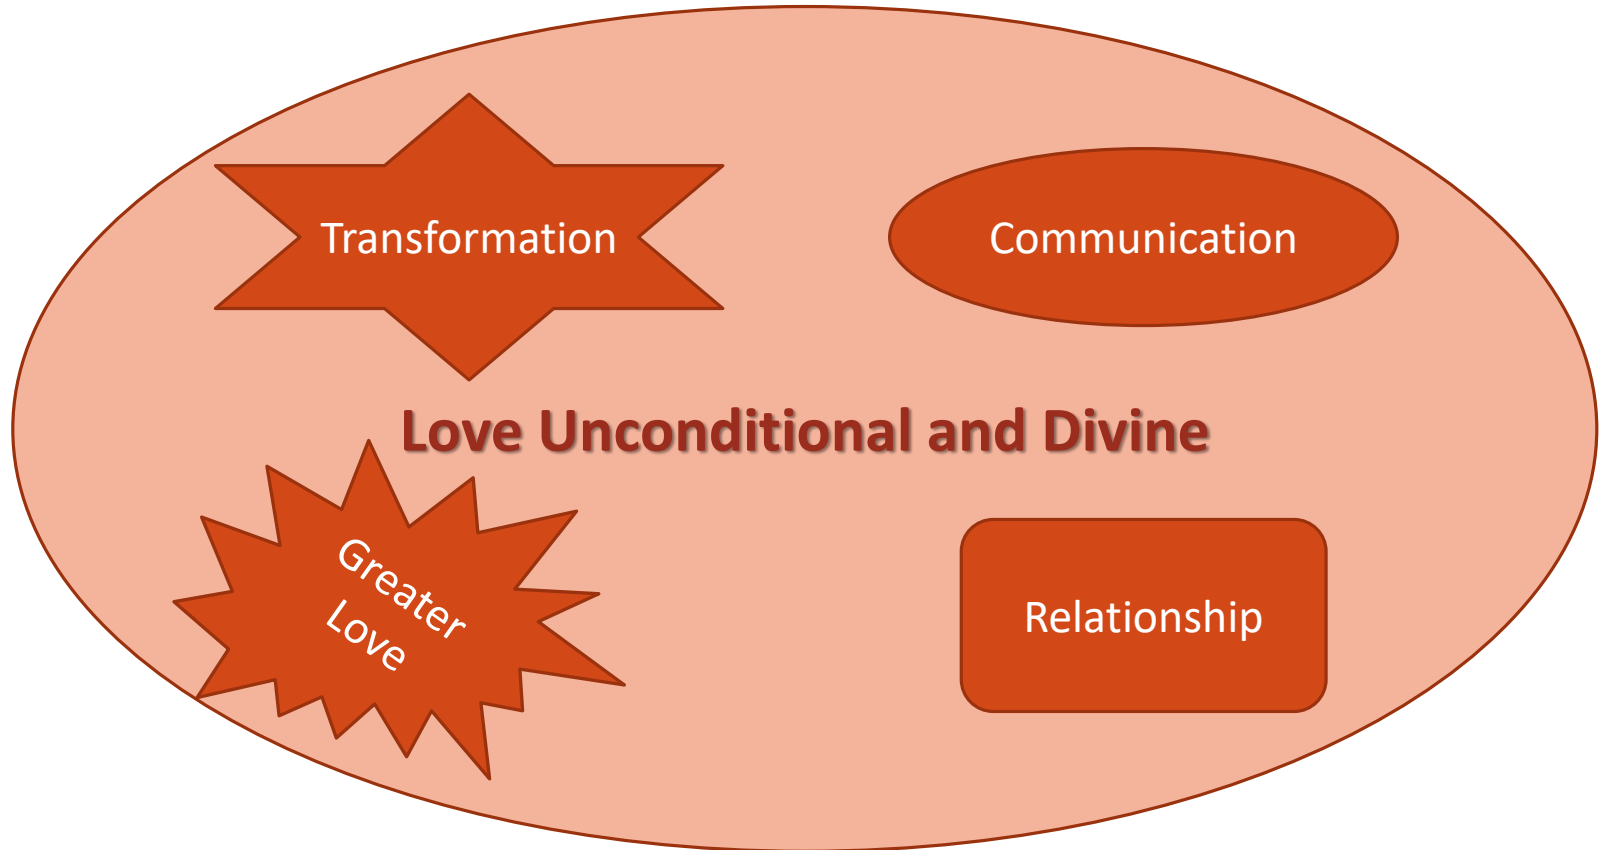 Transformation
Communication
Love Unconditional and Divine
Greater
Love
Relationship